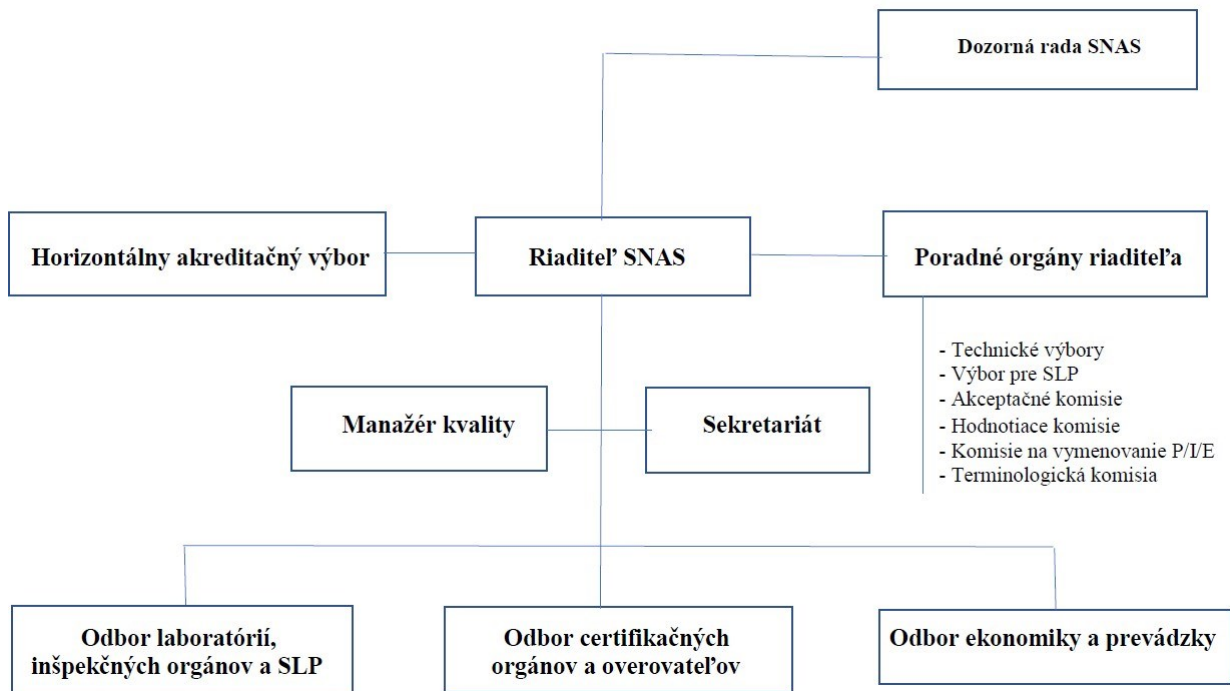 Dozorná rada SNAS
Horizontálny akreditačný výbor
Riaditeľ SNAS
Poradné orgány riaditeľa
- Technické výbory
- Výbor pre SLP
- Akceptačné komisie
- Hodnotiace komisie
- Komisie na vymenovanie P/I/E
- Terminologická komisia
Manažér kvality
Sekretariát
Odbor laboratórií,
inšpekčných orgánov a SLP
Odbor certifikačných
orgánov a overovateľov
Odbor ekonomiky a prevádzky